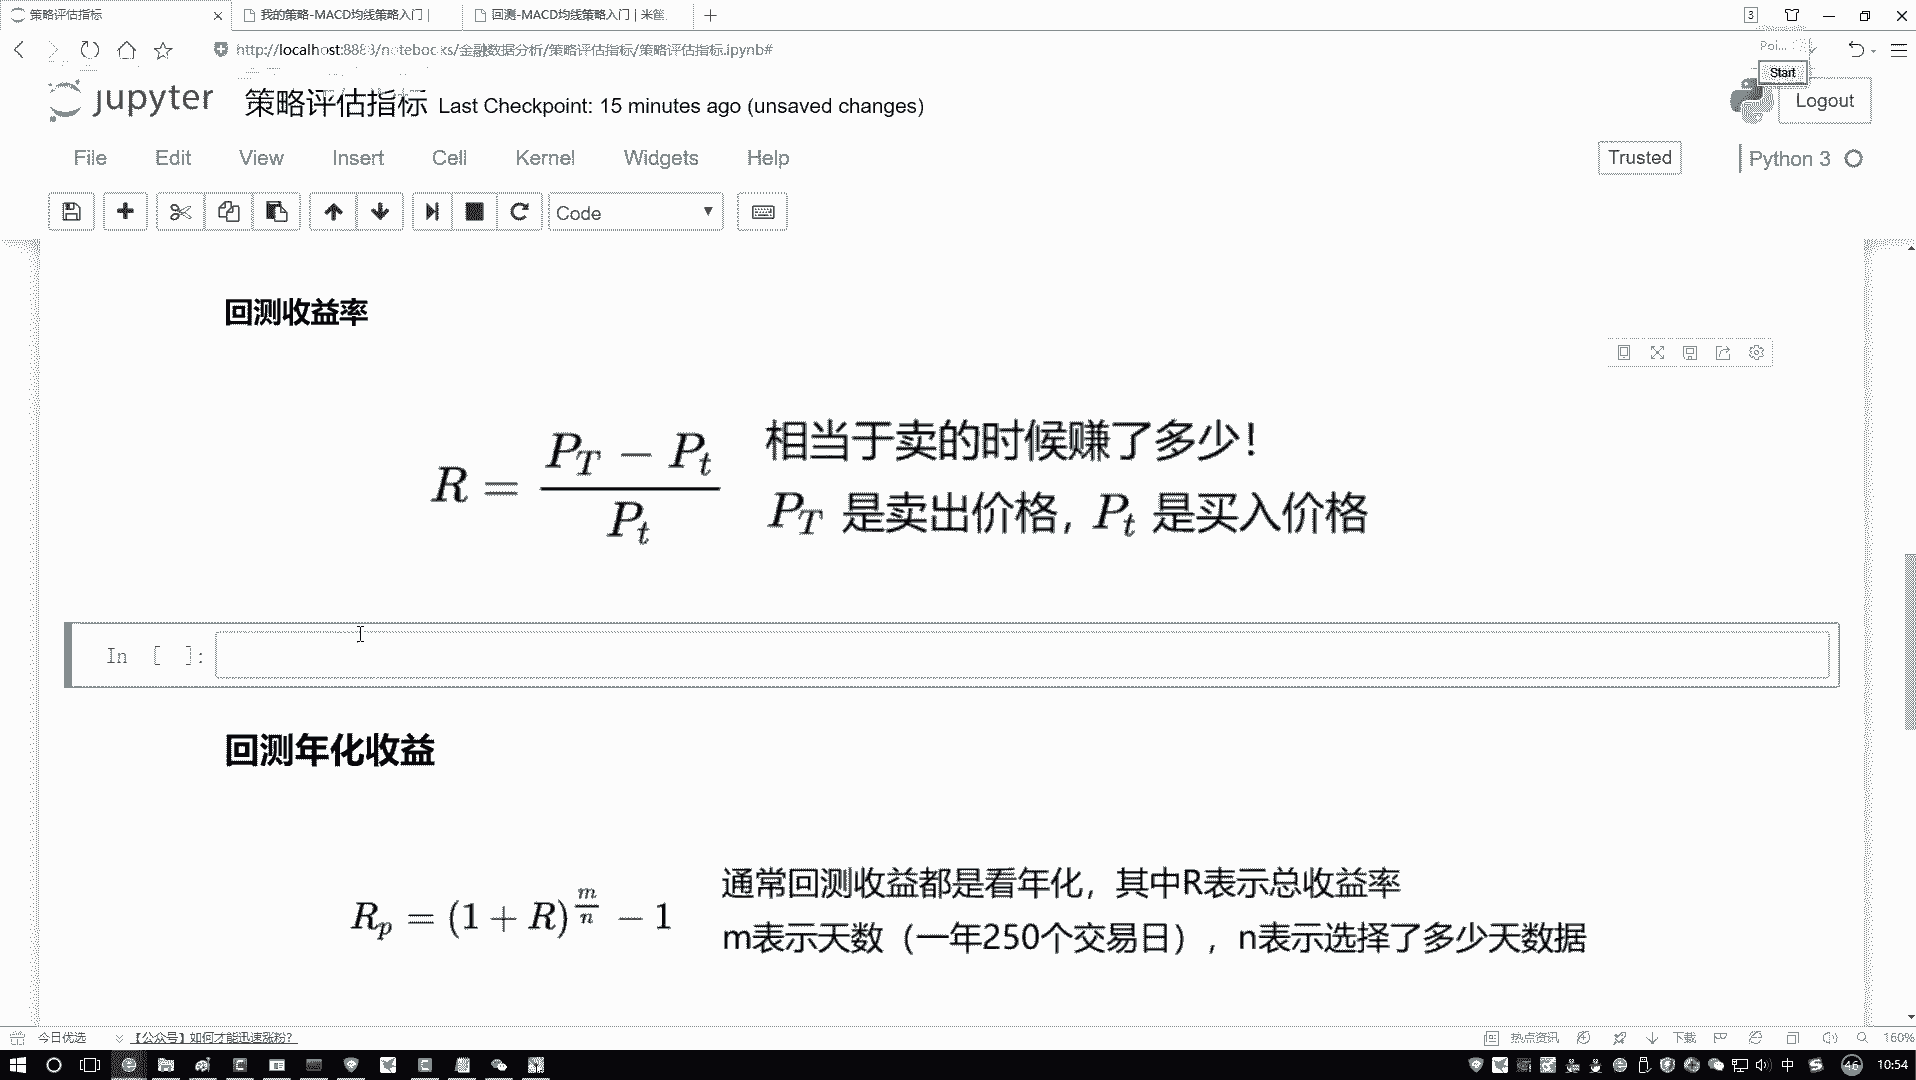 策略评估指标
我的策略-MACD均线策略入门 |
回测-MACD均线策略入门 | 米筐
3
http://localhost:8888/notebooks/金融数据分析/策略评估指标/策略评估指标.ipynb#
Poi...
Start
jupyter 策略评估指标 Last Checkpoint: 15 minutes ago (unsaved changes)
Logout
File Edit View Insert Cell Kernel Widgets Help
Trusted
Python 3
Code
回测收益率
R = \frac{P_T - P_t}{P_t}
相当于卖的时候赚了多少！
P_T 是卖出价格，P_t 是买入价格
In [ ]:
回测年化收益
R_p = (1 + R)^{\frac{m}{n}} - 1
通常回测收益都是看年化，其中R表示总收益率
m表示天数（一年250个交易日），n表示选择了多少天数据
今日优选
【公众号】如何才能迅速涨粉？
热点资讯
下载
160%
中
46
10:54